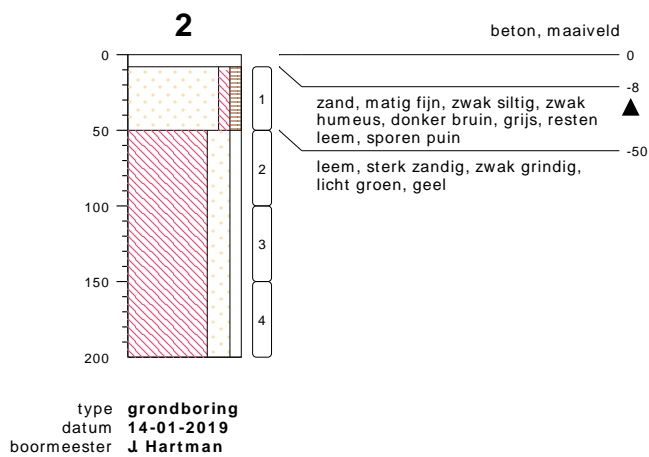 2
beton, maaiveld
0
0
-8
zand, matig fijn, zwak siltig, zwak
humeus, donker bruin, grijs, resten
leem, sporen puin
1
50
-50
leem, sterk zandig, zwak grindig,
licht groen, geel
2
100
3
150
4
200
type grondboring
datum 14-01-2019
boormeester J. Hartman